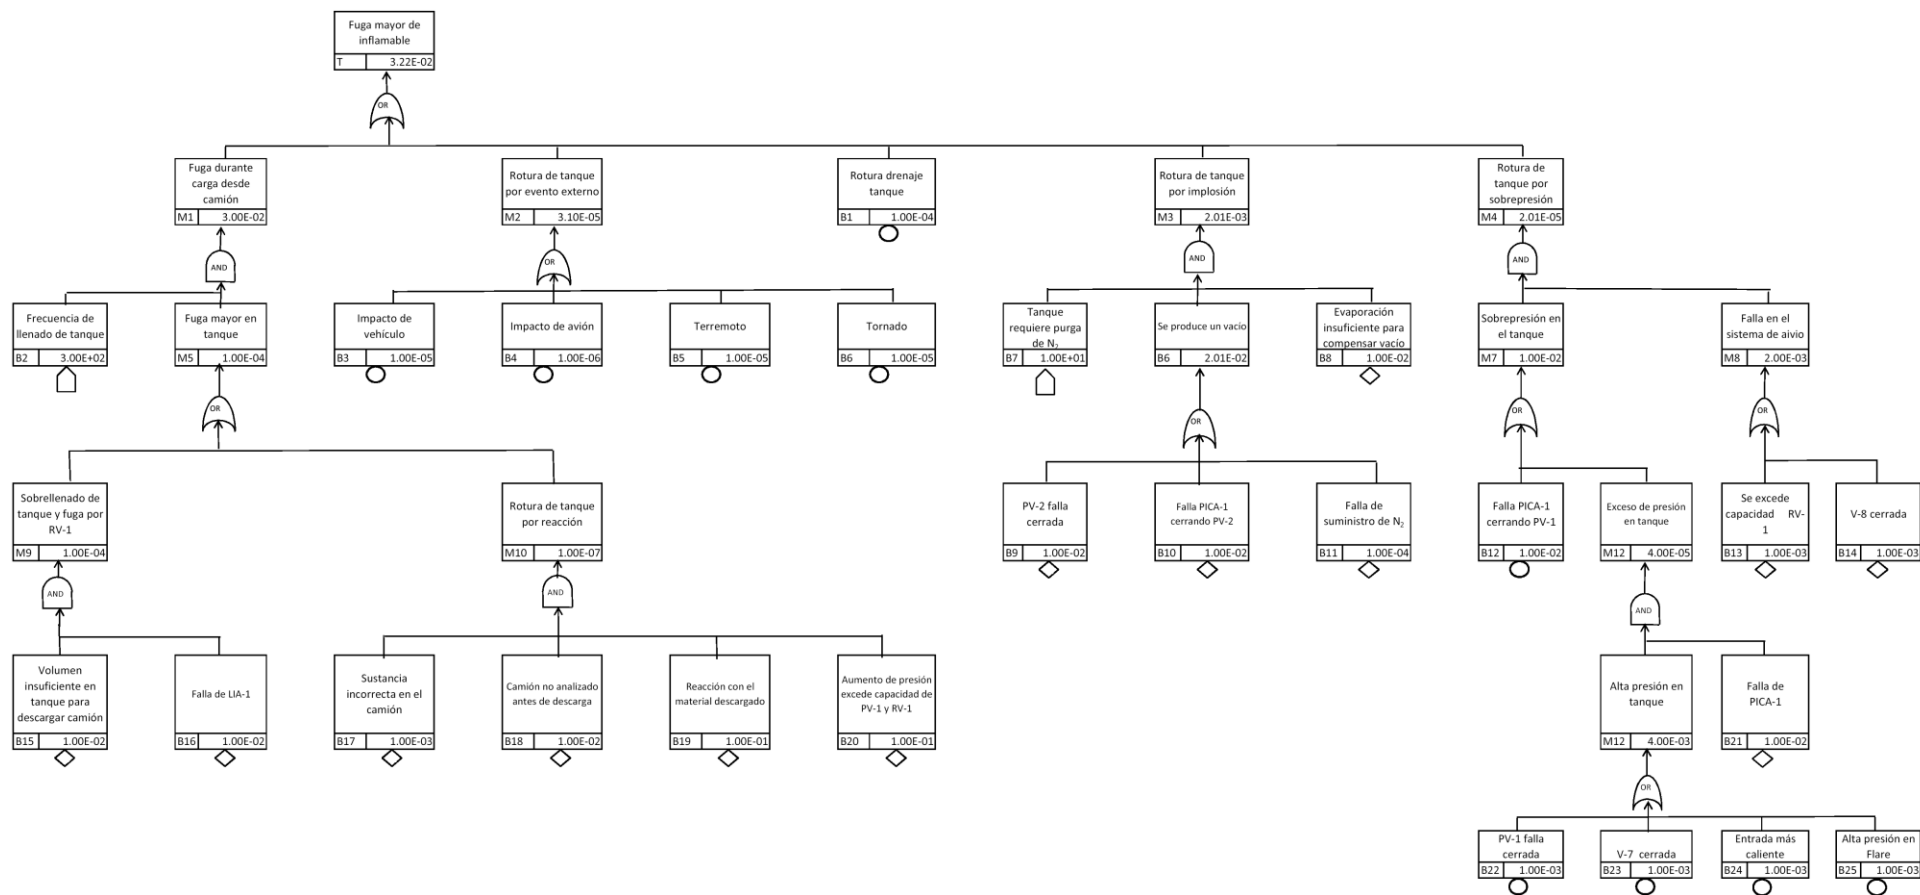 Fuga mayor de
inflamable
T 3.22E-02
OR
Fuga durante
carga desde
camión
M1 3.00E-02
Rotura de tanque
por evento externo
M2 3.10E-05
Rotura drenaje
tanque
B1 1.00E-04
Rotura de tanque
por implosión
M3 2.01E-03
Rotura de
tanque por
sobrepresión
M4 2.01E-05
AND
OR
AND
AND
Frecuencia de
llenado de tanque
B2 3.00E+02
Fuga mayor en
tanque
M5 1.00E-04
Impacto de
vehículo
B3 1.00E-05
Impacto de avión
B4 1.00E-06
Terremoto
B5 1.00E-05
Tornado
B6 1.00E-05
Tanque
requiere purga
de N2
B7 1.00E+01
Se produce un vacío
B6 2.01E-02
Evaporación
insuficiente para
compensar vacío
B8 1.00E-02
Sobrepresión en
el tanque
M7 1.00E-02
Falla en el
sistema de aivio
M8 2.00E-03
OR
OR
OR
OR
Sobrellenado de
tanque y fuga por
RV-1
M9 1.00E-04
Rotura de tanque
por reacción
M10 1.00E-07
PV-2 falla
cerrada
B9 1.00E-02
Falla PICA-1
cerrando PV-2
B10 1.00E-02
Falla de
suministro de N2
B11 1.00E-04
Falla PICA-1
cerrando PV-1
B12 1.00E-02
Exceso de presión
en tanque
M12 4.00E-05
Se excede
capacidad RV-
1
B13 1.00E-03
V-8 cerrada
B14 1.00E-03
AND
AND
AND
Volumen
insuficiente en
tanque para
descargar camión
B15 1.00E-02
Falla de LIA-1
B16 1.00E-02
Sustancia
incorrecta en el
camión
B17 1.00E-03
Camión no analizado
antes de descarga
B18 1.00E-02
Reacción con el
material descargado
B19 1.00E-01
Aumento de presión
excede capacidad de
PV-1 y RV-1
B20 1.00E-01
Alta presión en
tanque
M12 4.00E-03
Falla de
PICA-1
B21 1.00E-02
OR
PV-1 falla
cerrada
B22 1.00E-03
V-7 cerrada
B23 1.00E-03
Entrada más
caliente
B24 1.00E-03
Alta presión en
Flare
B25 1.00E-03